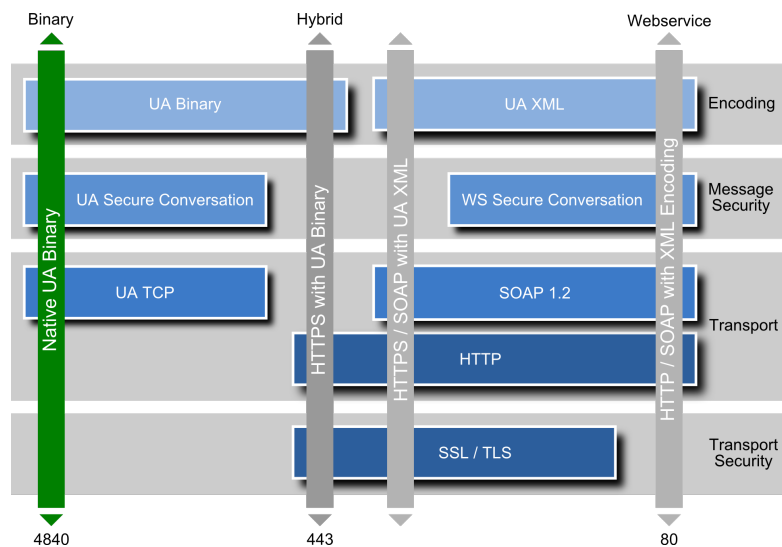 Binary
Hybrid
Webservice
UA Binary
UA XML
Encoding
UA Secure Conversation
WS Secure Conversation
Message
Security
UA TCP
SOAP 1.2
HTTP
Transport
SSL / TLS
Transport
Security
Native UA Binary
HTTPS with UA Binary
HTTPS / SOAP with UA XML
HTTP / SOAP with XML Encoding
4840
443
80